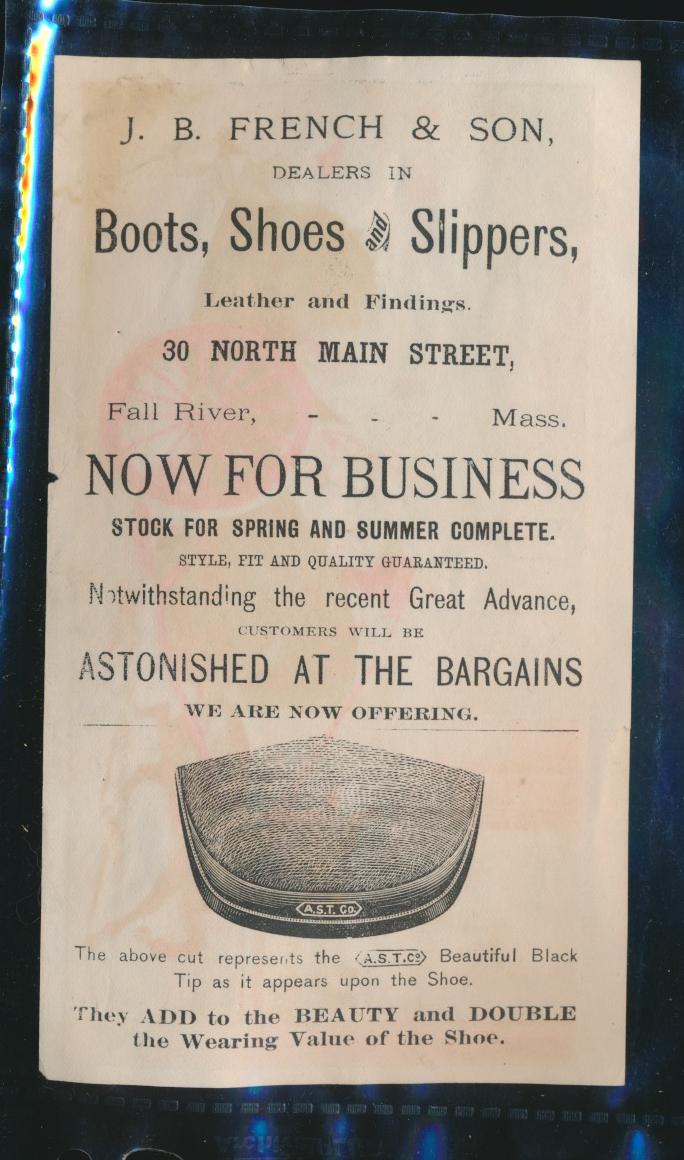 J. B. FRENCH & SON,
DEALERS IN
Boots, Shoes and Slippers,
Leather and Findings.
30 NORTH MAIN STREET,
Fall River, - - - Mass.
NOW FOR BUSINESS
STOCK FOR SPRING AND SUMMER COMPLETE.
STYLE, FIT AND QUALITY GUARANTEED.
Notwithstanding the recent Great Advance,
CUSTOMERS WILL BE
ASTONISHED AT THE BARGAINS
WE ARE NOW OFFERING.
A.S.T. Co.
The above cut represents the A.S.T.Co Beautiful Black
Tip as it appears upon the Shoe.
They ADD to the BEAUTY and DOUBLE
the Wearing Value of the Shoe.